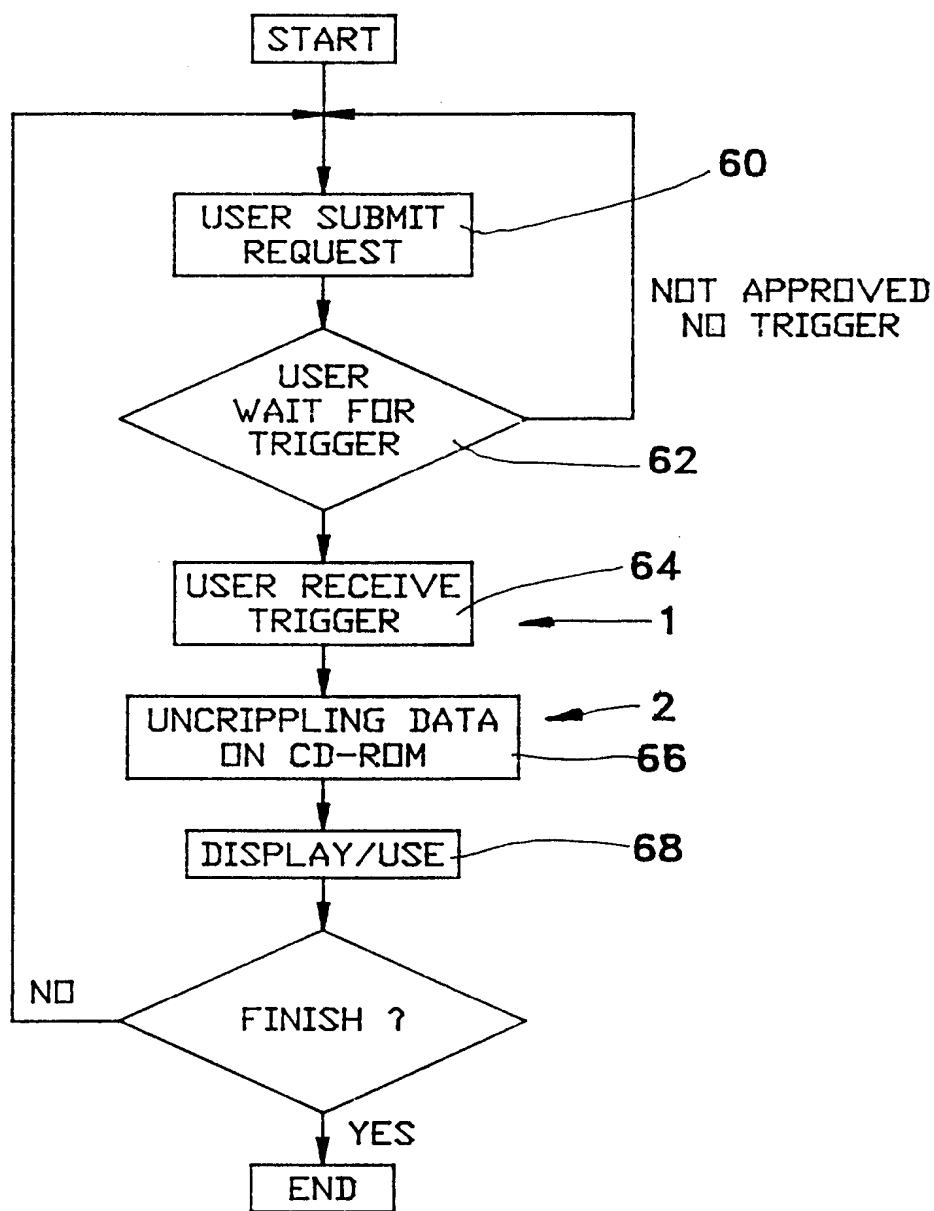 START
60
USER SUBMIT
REQUEST
NOT APPROVED
NO TRIGGER
USER
WAIT FOR
TRIGGER
62
64
USER RECEIVE
TRIGGER
1
2
UNCRIPPLING DATA
ON CD-ROM
66
DISPLAY/USE
68
NO
FINISH ?
YES
END